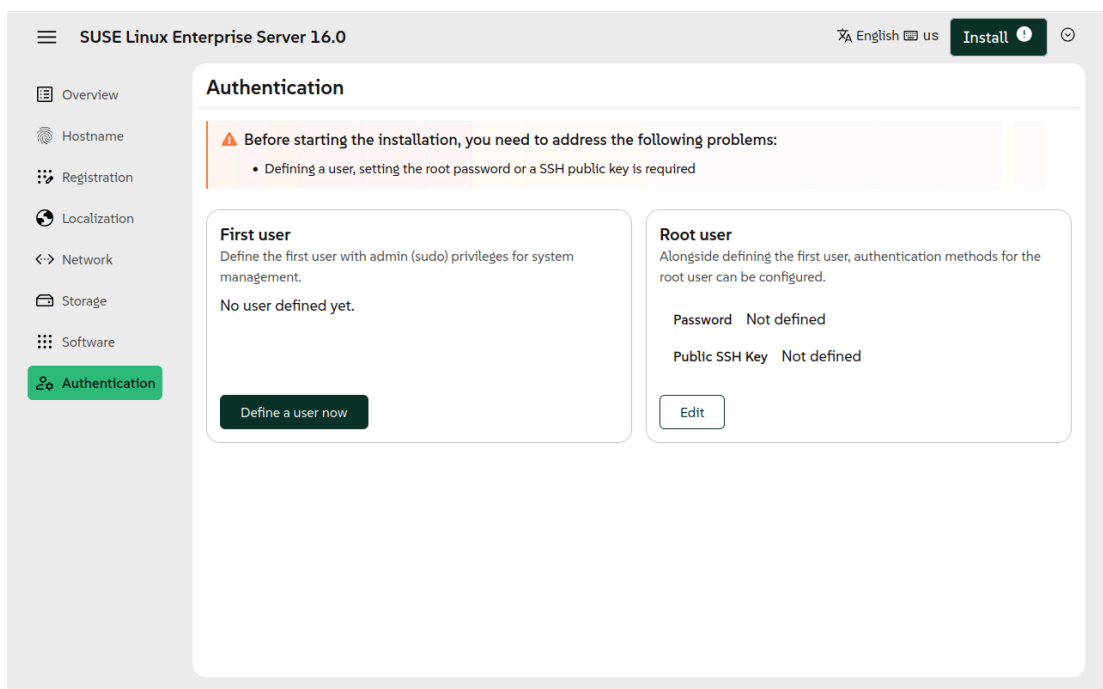 SUSE Linux Enterprise Server 16.0
English us
Install
Overview
Hostname
Registration
Localization
Network
Storage
Software
Authentication
Authentication
Before starting the installation, you need to address the following problems:
• Defining a user, setting the root password or a SSH public key is required
First user
Define the first user with admin (sudo) privileges for system
management.
No user defined yet.
Define a user now
Root user
Alongside defining the first user, authentication methods for the
root user can be configured.
Password Not defined
Public SSH Key Not defined
Edit